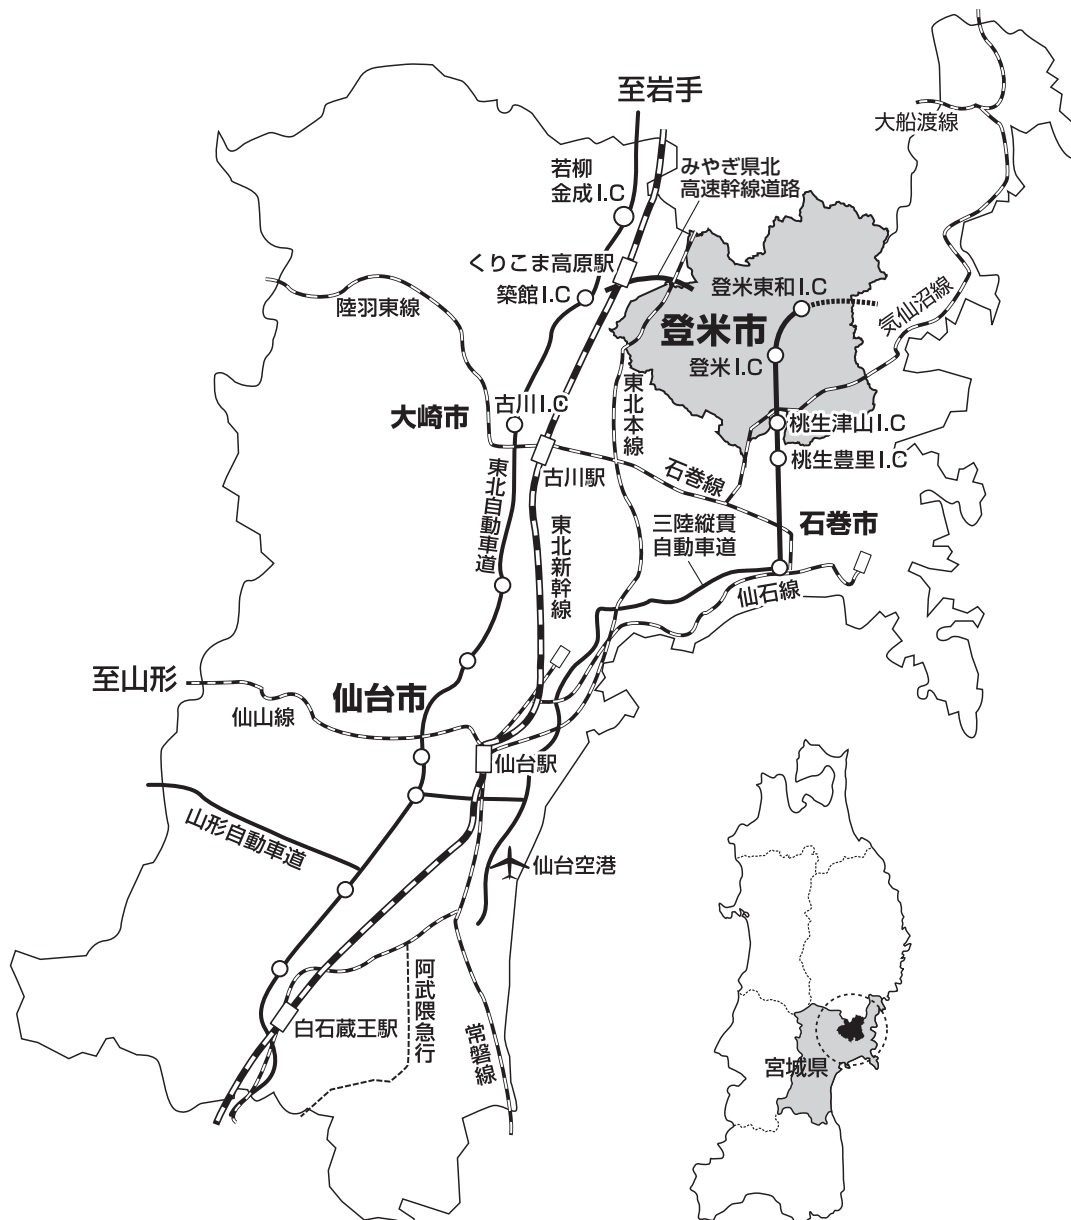 至岩手
大船渡線
若柳
金成I.C
みやぎ県北
高速幹線道路
くりこま高原駅
築館I.C
登米東和I.C
陸羽東線
登米市
気仙沼線
登米I.C
東北本線
大崎市
古川I.C
桃生津山I.C
桃生豊里I.C
古川駅
石巻線
東北自動車道
東北新幹線
三陸縦貫
自動車道
石巻市
仙石線
至山形
仙台市
仙山線
仙台駅
山形自動車道
仙台空港
阿武隈急行
白石蔵王駅
常磐線
宮城県